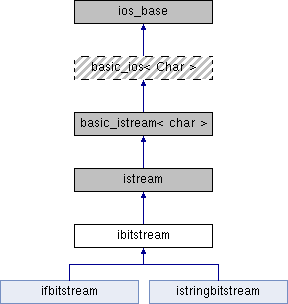 ios_base
basic_ios< Char >
basic_istream< char >
istream
ibitstream
ifbitstream
istringbitstream